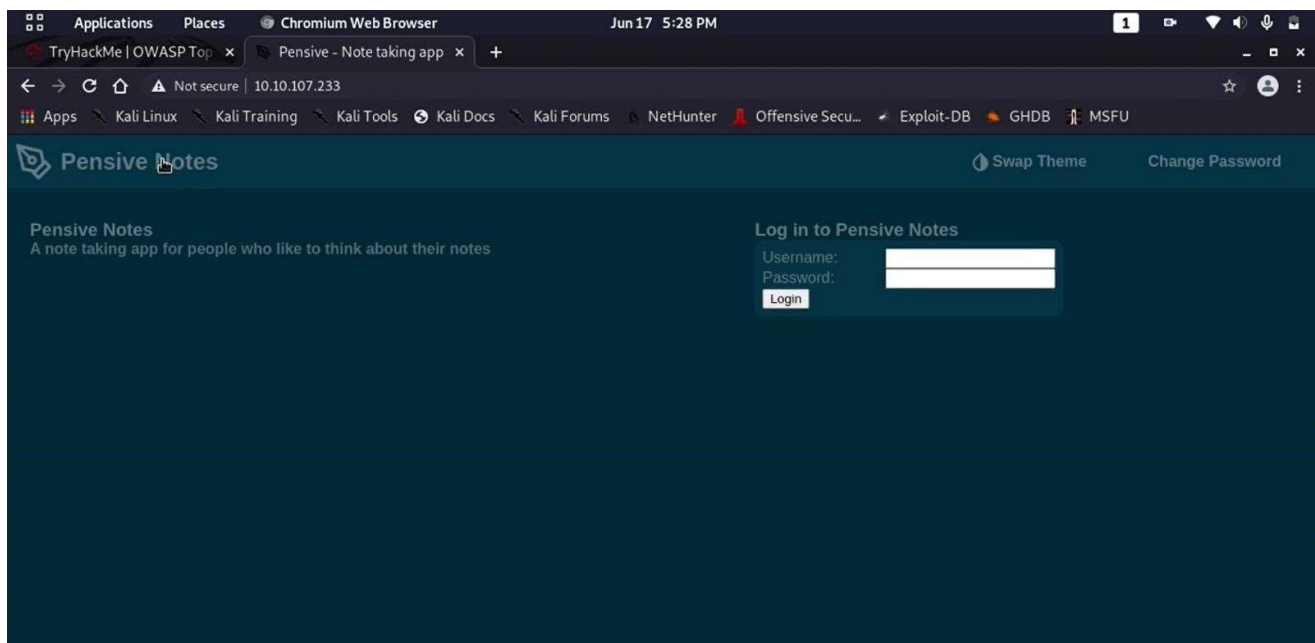 Applications Places Chromium Web Browser Jun 17 5:28 PM 1
TryHackMe | OWASP Top Pensive - Note taking app
Not secure 10.10.107.233
Apps Kali Linux Kali Training Kali Tools Kali Docs Kali Forums NetHunter Offensive Secu... Exploit-DB GHDB MSFU
Pensive Notes Swap Theme Change Password
Pensive Notes
A note taking app for people who like to think about their notes
Log in to Pensive Notes
Username:
Password:
Login